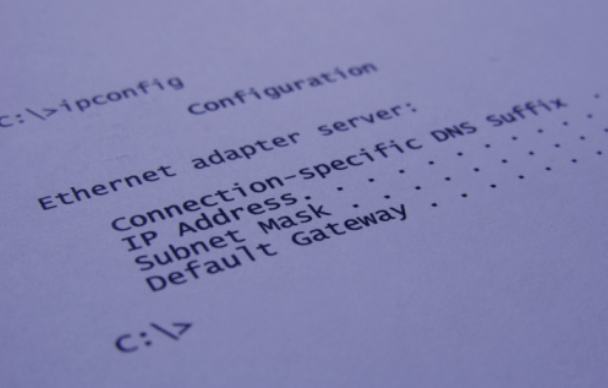 C:\>ipconfig
Configuration
Ethernet adapter server:
Connection-specific DNS Suffix .
IP Address. . . . . . . . . . .
Subnet Mask . . . . . . . . . .
Default Gateway . . . . . . . .
C:\>